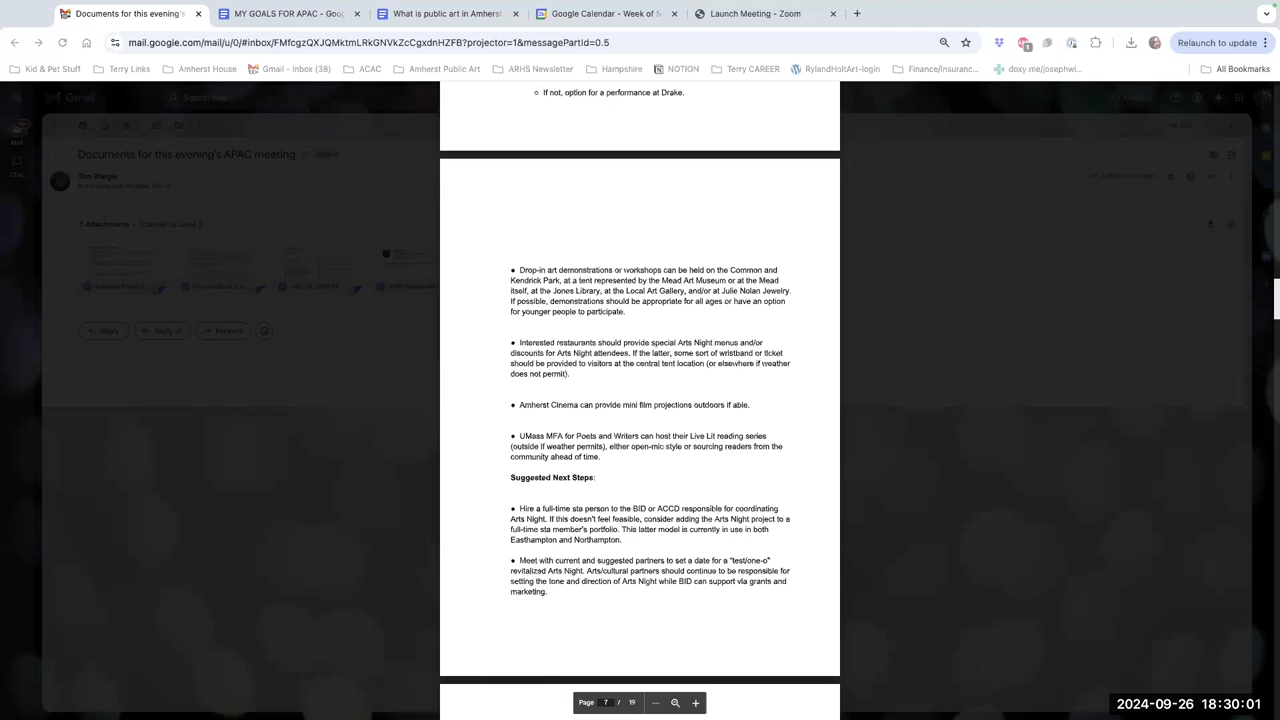 Documents for this evening's
MY GOALS FOR APAC - Goog
What is public art in Amherst
Calendar - Week of S
Launch Meeting - Zoom
mail.google.com/mail/u/0/#inbox/FMfcgzQXJQMktmLRkGNVkZcCgxdnHZFB?projector=1&messagePartId=0.5
Relaunch to update
Kid & Pet Stuff
Terry Links
Amherst House
Gmail - Inbox (38)
ACAC
Amherst Public Art
ARHS Newsletter
Hampshire
NOTION
Terry CAREER
RylandHoltArt-login
Finance/Insuranc...
doxy.me/josephwi...
All Bookmarks
Gmail
Search mail
Mail
Chat
Documents for this evening's APAC meeting
Tom Warger
5 Attachments • Scanned by Gmail
Reply
Reply all
Forward
o If not, option for a performance at Drake.
● Drop-in art demonstrations or workshops can be held on the Common and
Kendrick Park, at a tent represented by the Mead Art Museum or at the Mead
itself, at the Jones Library, at the Local Art Gallery, and/or at Julie Nolan Jewelry.
If possible, demonstrations should be appropriate for all ages or have an option
for younger people to participate.
● Interested restaurants should provide special Arts Night menus and/or
discounts for Arts Night attendees. If the latter, some sort of wristband or ticket
should be provided to visitors at the central tent location (or elsewhere if weather
does not permit).
● Amherst Cinema can provide mini film projections outdoors if able.
● UMass MFA for Poets and Writers can host their Live Lit reading series
(outside if weather permits), either open-mic style or sourcing readers from the
community ahead of time.
Suggested Next Steps:
● Hire a full-time sta person to the BID or ACCD responsible for coordinating
Arts Night. If this doesn't feel feasible, consider adding the Arts Night project to a
full-time sta member's portfolio. This latter model is currently in use in both
Easthampton and Northampton.
● Meet with current and suggested partners to set a date for a "test/one-o"
revitalized Arts Night. Arts/cultural partners should continue to be responsible for
setting the tone and direction of Arts Night while BID can support via grants and
marketing.
Page 7 / 19
2024-09-26 18:30:01